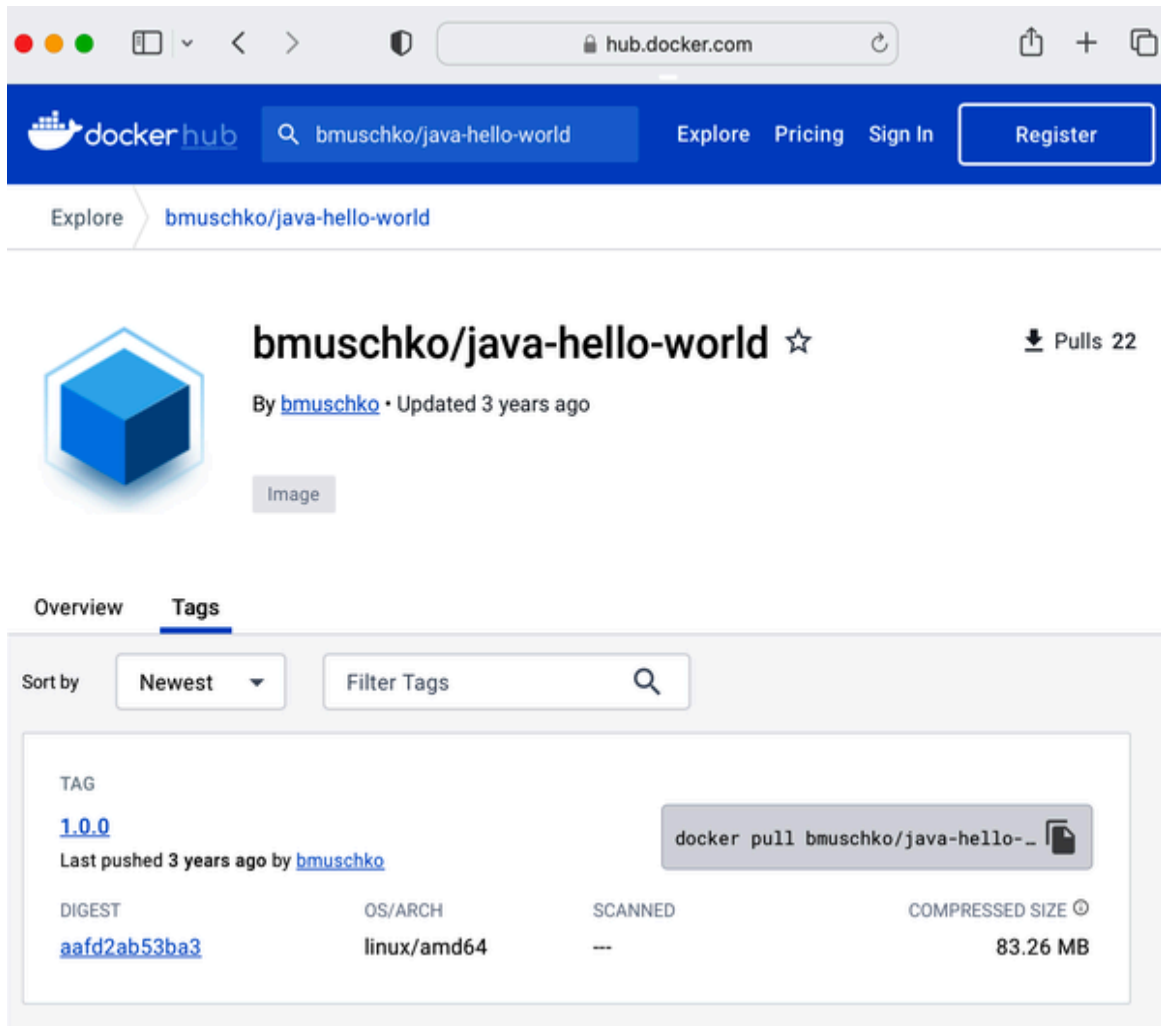 hub.docker.com
dockerhub bmuschko/java-hello-world Explore Pricing Sign In Register
Explore bmuschko/java-hello-world
bmuschko/java-hello-world Pulls 22
By bmuschko • Updated 3 years ago
Image
Overview Tags
Sort by Newest Filter Tags
TAG
1.0.0
docker pull bmuschko/java-hello-…
Last pushed 3 years ago by bmuschko
DIGEST OS/ARCH SCANNED COMPRESSED SIZE
aafd2ab53ba3 linux/amd64 --- 83.26 MB